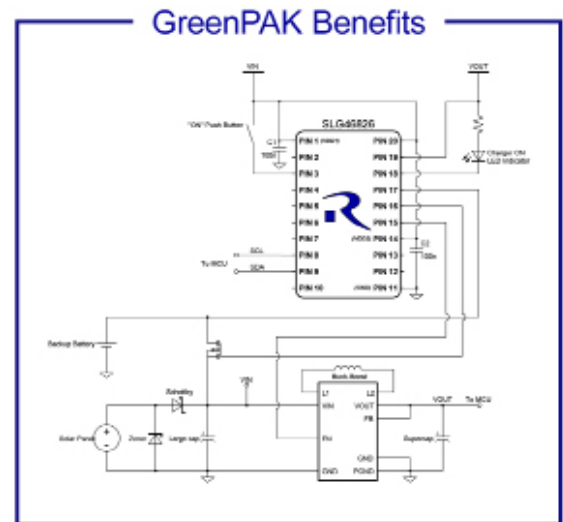 GreenPAK Benefits
VIN
VOUT
SLG46826
"ON" Push Button
C1
100n
PIN 1 (VDD)
PIN 2
PIN 3
PIN 4
PIN 5
PIN 6
PIN 7
PIN 8
PIN 9
PIN 10
PIN 20
PIN 19
PIN 18
PIN 17
PIN 16
PIN 15
PIN 14
PIN 13
PIN 12
PIN 11
Charger ON
LED Indicator
C2
100n
SCL
SDA
To MCU
Backup Battery
Schottky
VIN
Buck Boost
L1
L2
VIN
VOUT
FB
EN
GND
GND
PGND
VOUT
To MCU
Solar Panel
Zener
Large cap
Supercap